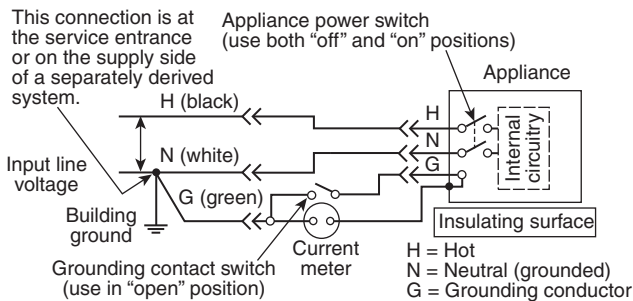 This connection is at
the service entrance
or on the supply side
of a separately derived
system.
Appliance power switch
(use both “off” and “on” positions)
Appliance
H (black)
H
N (white)
N
G
Internal
circuitry
Input line
voltage
G (green)
Building
ground
Insulating surface
Current
meter
Grounding contact switch
(use in “open” position)
H = Hot
N = Neutral (grounded)
G = Grounding conductor